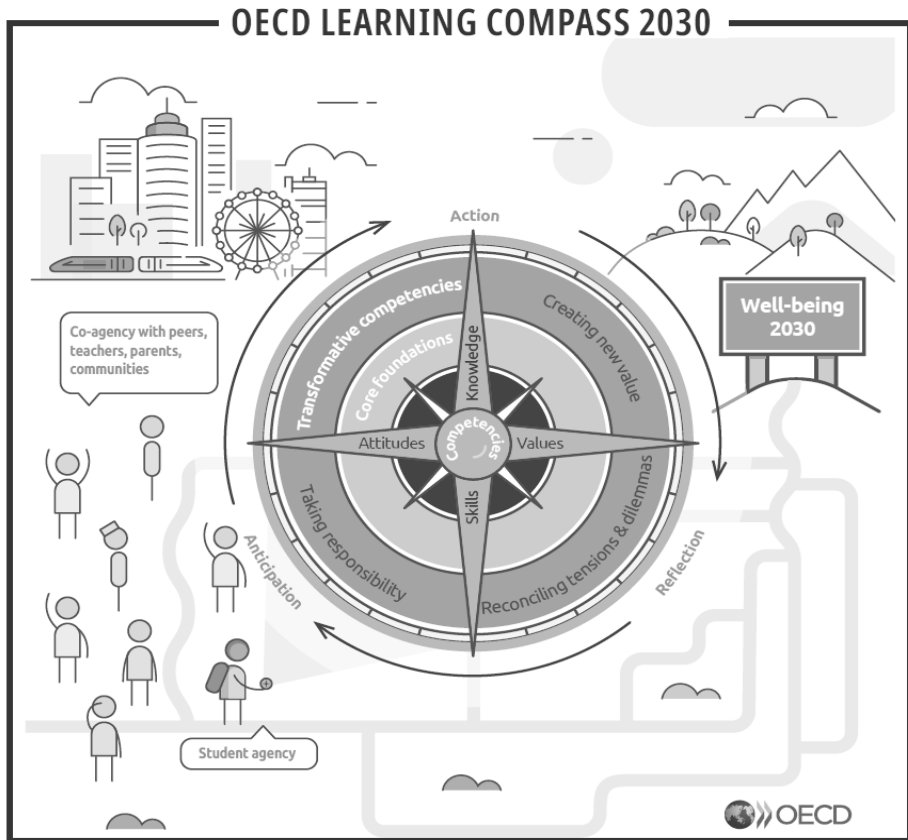 OECD LEARNING COMPASS 2030
Action
Well-being
2030
Co-agency with peers,
teachers, parents,
communities
Transformative competencies
Core foundations
Creating new value
Knowledge
Attitudes
Competencies
Values
Skills
Taking responsibility
Reconciling tensions & dilemmas
Anticipation
Reflection
Student agency
OECD